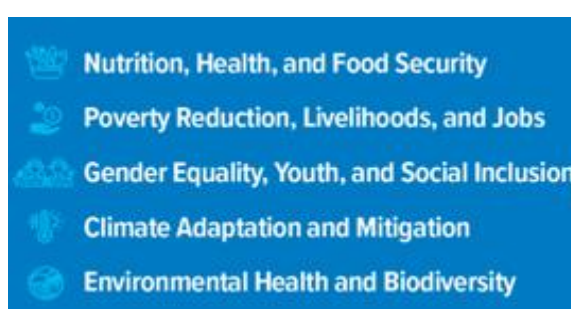 Nutrition, Health, and Food Security
Poverty Reduction, Livelihoods, and Jobs
Gender Equality, Youth, and Social Inclusion
Climate Adaptation and Mitigation
Environmental Health and Biodiversity